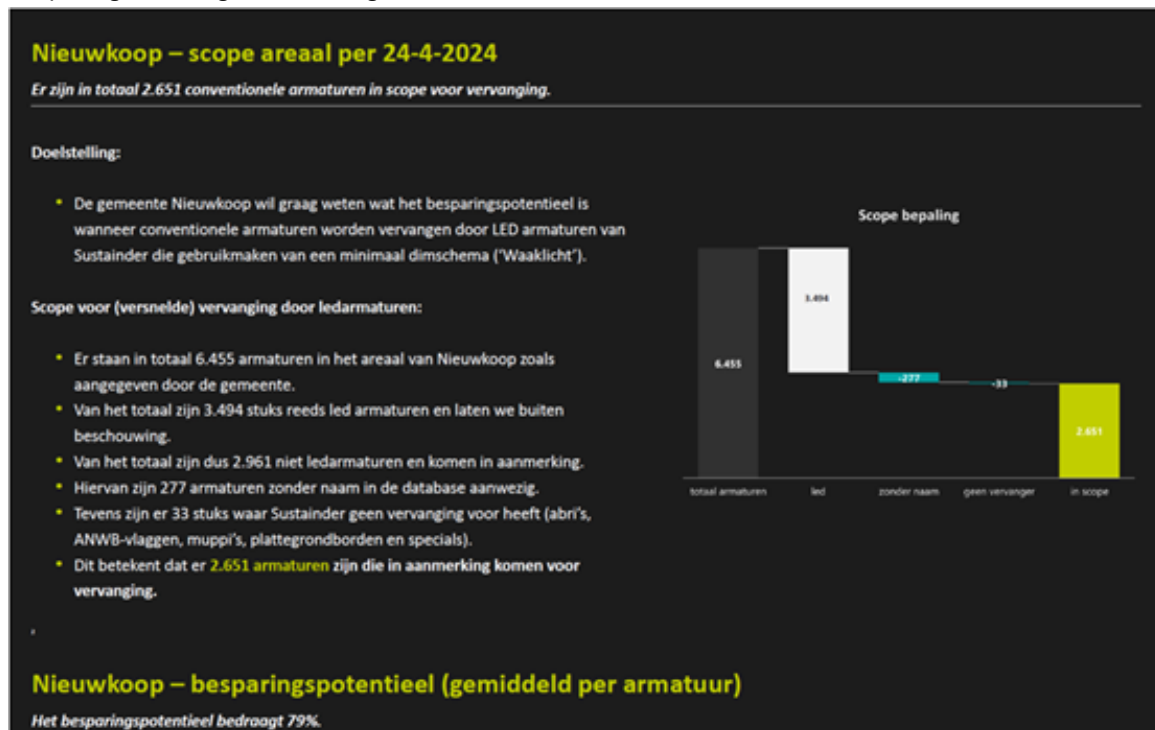 Nieuwkoop – scope areaal per 24-4-2024
Er zijn in totaal 2.651 conventionele armaturen in scope voor vervanging.
Doelstelling:
• De gemeente Nieuwkoop wil graag weten wat het besparingspotentieel is
wanneer conventionele armaturen worden vervangen door LED armaturen van
Sustainder die gebruikmaken van een minimaal dimschema (‘Waaklicht’).
Scope voor (versnelde) vervanging door ledarmaturen:
• Er staan in totaal 6.455 armaturen in het areaal van Nieuwkoop zoals
aangegeven door de gemeente.
• Van het totaal zijn 3.494 stuks reeds led armaturen en laten we buiten
beschouwing.
• Van het totaal zijn dus 2.961 niet ledarmaturen en komen in aanmerking.
• Hiervan zijn 277 armaturen zonder naam in de database aanwezig.
• Tevens zijn er 33 stuks waar Sustainder geen vervanging voor heeft (abri’s,
ANWB-vlaggen, muppi’s, plattegrondborden en specials).
• Dit betekent dat er 2.651 armaturen zijn die in aanmerking komen voor
vervanging.
,
Scope bepaling
3.494
6.455
-277
-33
2.651
totaal armaturen led zonder naam geen vervanger in scope
Nieuwkoop – besparingspotentieel (gemiddeld per armatuur)
Het besparingspotentieel bedraagt 79%.